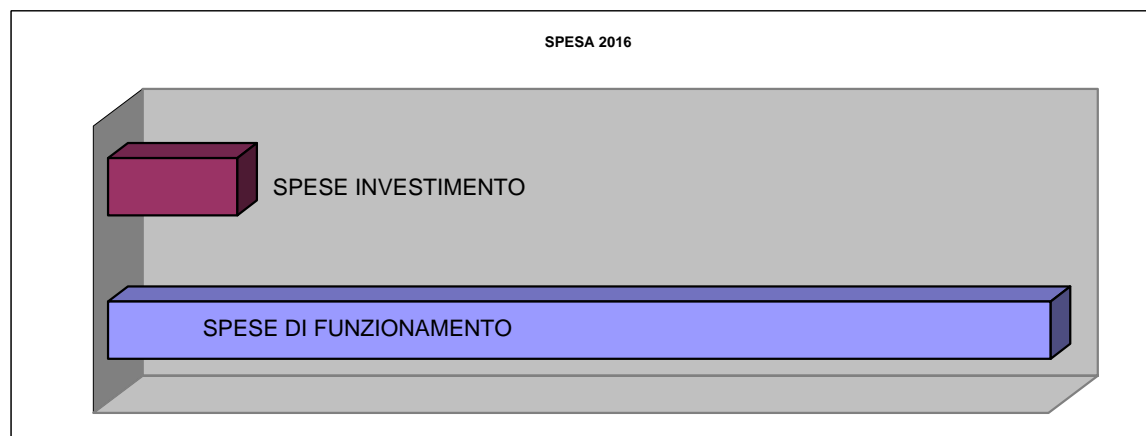 SPESA 2016
SPESE INVESTIMENTO
SPESE DI FUNZIONAMENTO